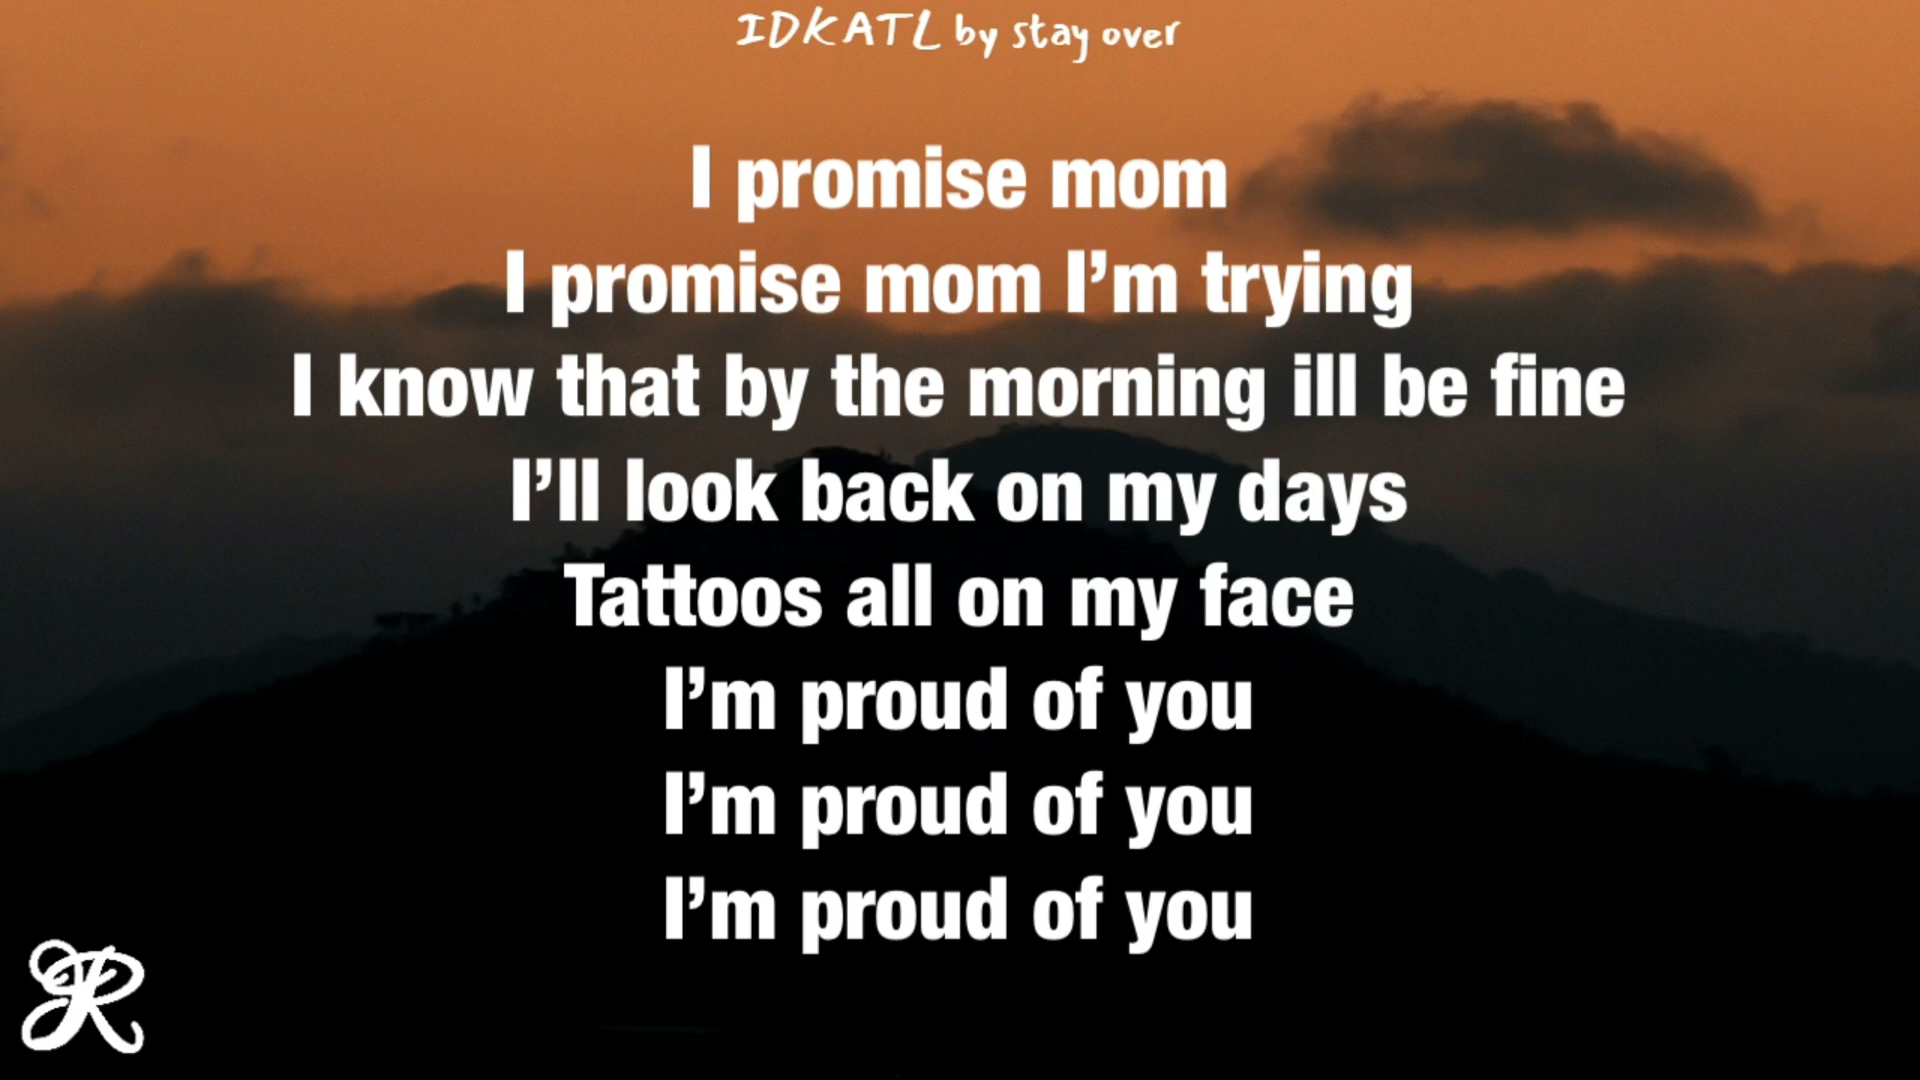 IDKATL by stay over
I promise mom
I promise mom I’m trying
I know that by the morning ill be fine
I’ll look back on my days
Tattoos all on my face
I’m proud of you
I’m proud of you
I’m proud of you
R